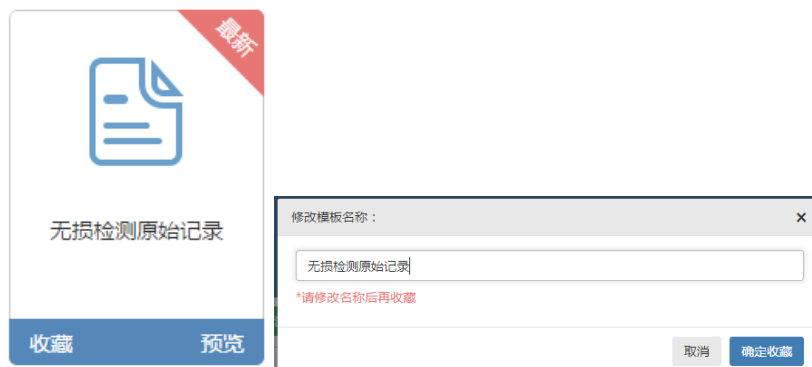 最新
无损检测原始记录
收藏 预览
修改模板名称： ×
无损检测原始记录
*请修改名称后再收藏
取消 确定收藏